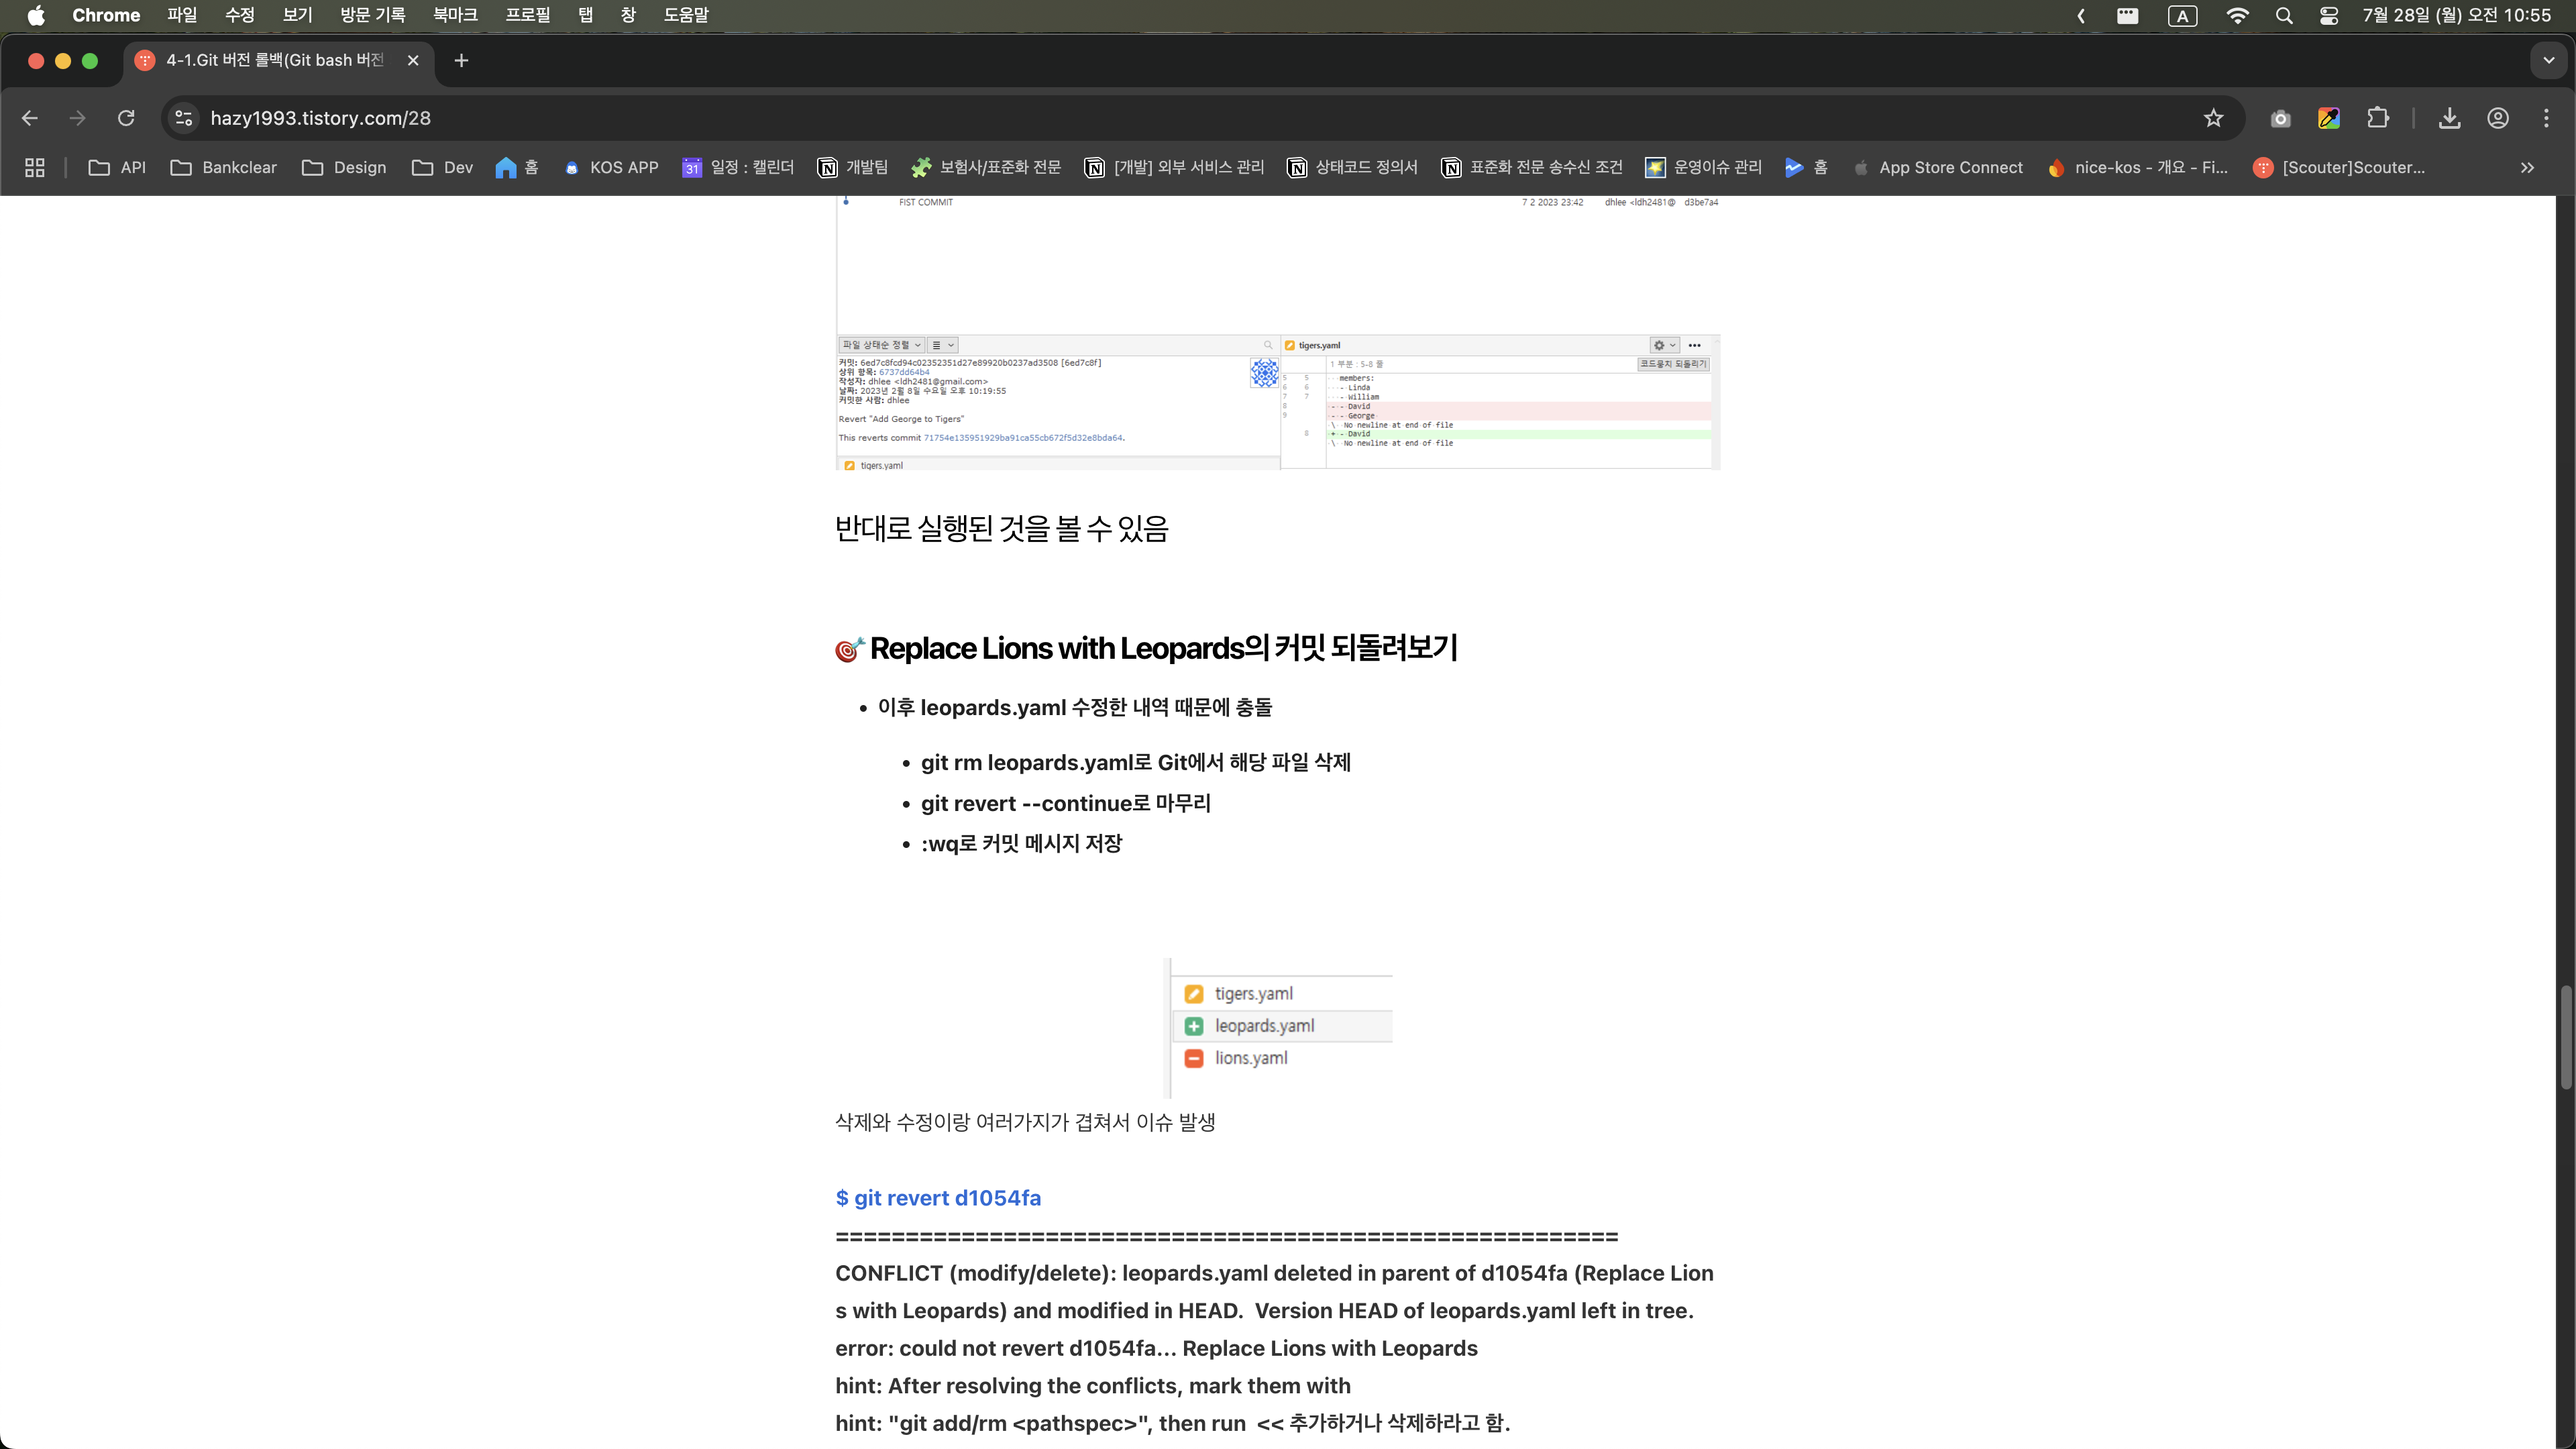 Chrome 파일 수정 보기 방문 기록 북마크 프로필 탭 창 도움말 A 7월 28일 (월) 오전 10:55
4-1.Git 버전 롤백(Git bash 버전
hazy1993.tistory.com/28
API Bankclear Design Dev 홈 KOS APP 31 일정 : 캘린더 개발팀 보험사/표준화 전문 [개발] 외부 서비스 관리 상태코드 정의서 표준화 전문 송수신 조건 운영이슈 관리 홈 App Store Connect nice-kos - 개요 - Fi... [Scouter]Scouter...
FIST COMMIT 7 2 2023 23:42 dhlee <ldh2481@ d3be7a4
파일 상태순 정렬
커밋: 6ed7c8fcd94c02352351d27e89920b0237ad3508 [6ed7c8f]
상위 항목: 6737dd64b4
작성자: dhlee <ldh2481@gmail.com>
날짜: 2023년 2월 8일 수요일 오후 10:19:55
커밋한 사람: dhlee
Revert "Add George to Tigers"
This reverts commit 71754e135951929ba91ca55cb672f5d32e8bda64.
tigers.yaml
tigers.yaml
1 부분 : 5-8 줄 코드뭉치 되돌리기
5 5 members:
6 6 - Linda
7 7 - William
8 - - David
9 - - George
\ No newline at end of file
8 + - David
\ No newline at end of file
반대로 실행된 것을 볼 수 있음
🎯 Replace Lions with Leopards의 커밋 되돌려보기
• 이후 leopards.yaml 수정한 내역 때문에 충돌
• git rm leopards.yaml로 Git에서 해당 파일 삭제
• git revert --continue로 마무리
• :wq로 커밋 메시지 저장
tigers.yaml
leopards.yaml
lions.yaml
삭제와 수정이랑 여러가지가 겹쳐서 이슈 발생
$ git revert d1054fa
========================================================
CONFLICT (modify/delete): leopards.yaml deleted in parent of d1054fa (Replace Lion
s with Leopards) and modified in HEAD.  Version HEAD of leopards.yaml left in tree.
error: could not revert d1054fa... Replace Lions with Leopards
hint: After resolving the conflicts, mark them with
hint: "git add/rm <pathspec>", then run  << 추가하거나 삭제하라고 함.